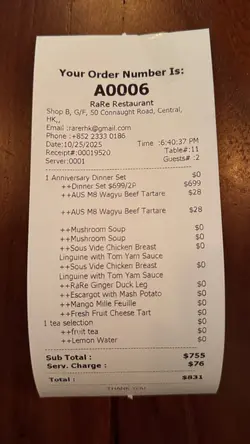 Your Order Number Is:
A0006
RaRe Restaurant
Shop B, G/F, 50 Connaught Road, Central,
HK,,
Email :rarerhk@gmail.com
Phone :+852 2333 0186
Date:10/25/2025 Time :6:40:37 PM
Receipt#:00019520 Table#:11
Server:0001 Guests# :2
1 Anniversary Dinner Set $0
++Dinner Set $699/2P $699
++AUS M8 Wagyu Beef Tartare $28
++AUS M8 Wagyu Beef Tartare $28
++Mushroom Soup $0
++Mushroom Soup $0
++Sous Vide Chicken Breast $0
Linguine with Tom Yam Sauce
++Sous Vide Chicken Breast $0
Linguine with Tom Yam Sauce
++RaRe Ginger Duck Leg $0
++Escargot with Mash Potato $0
++Mango Mille Feuille $0
++Fresh Fruit Cheese Tart $0
1 tea selection $0
++fruit tea $0
++Lemon Water $0
Sub Total : $755
Serv. Charge : $76
Total : $831
THANK YOU